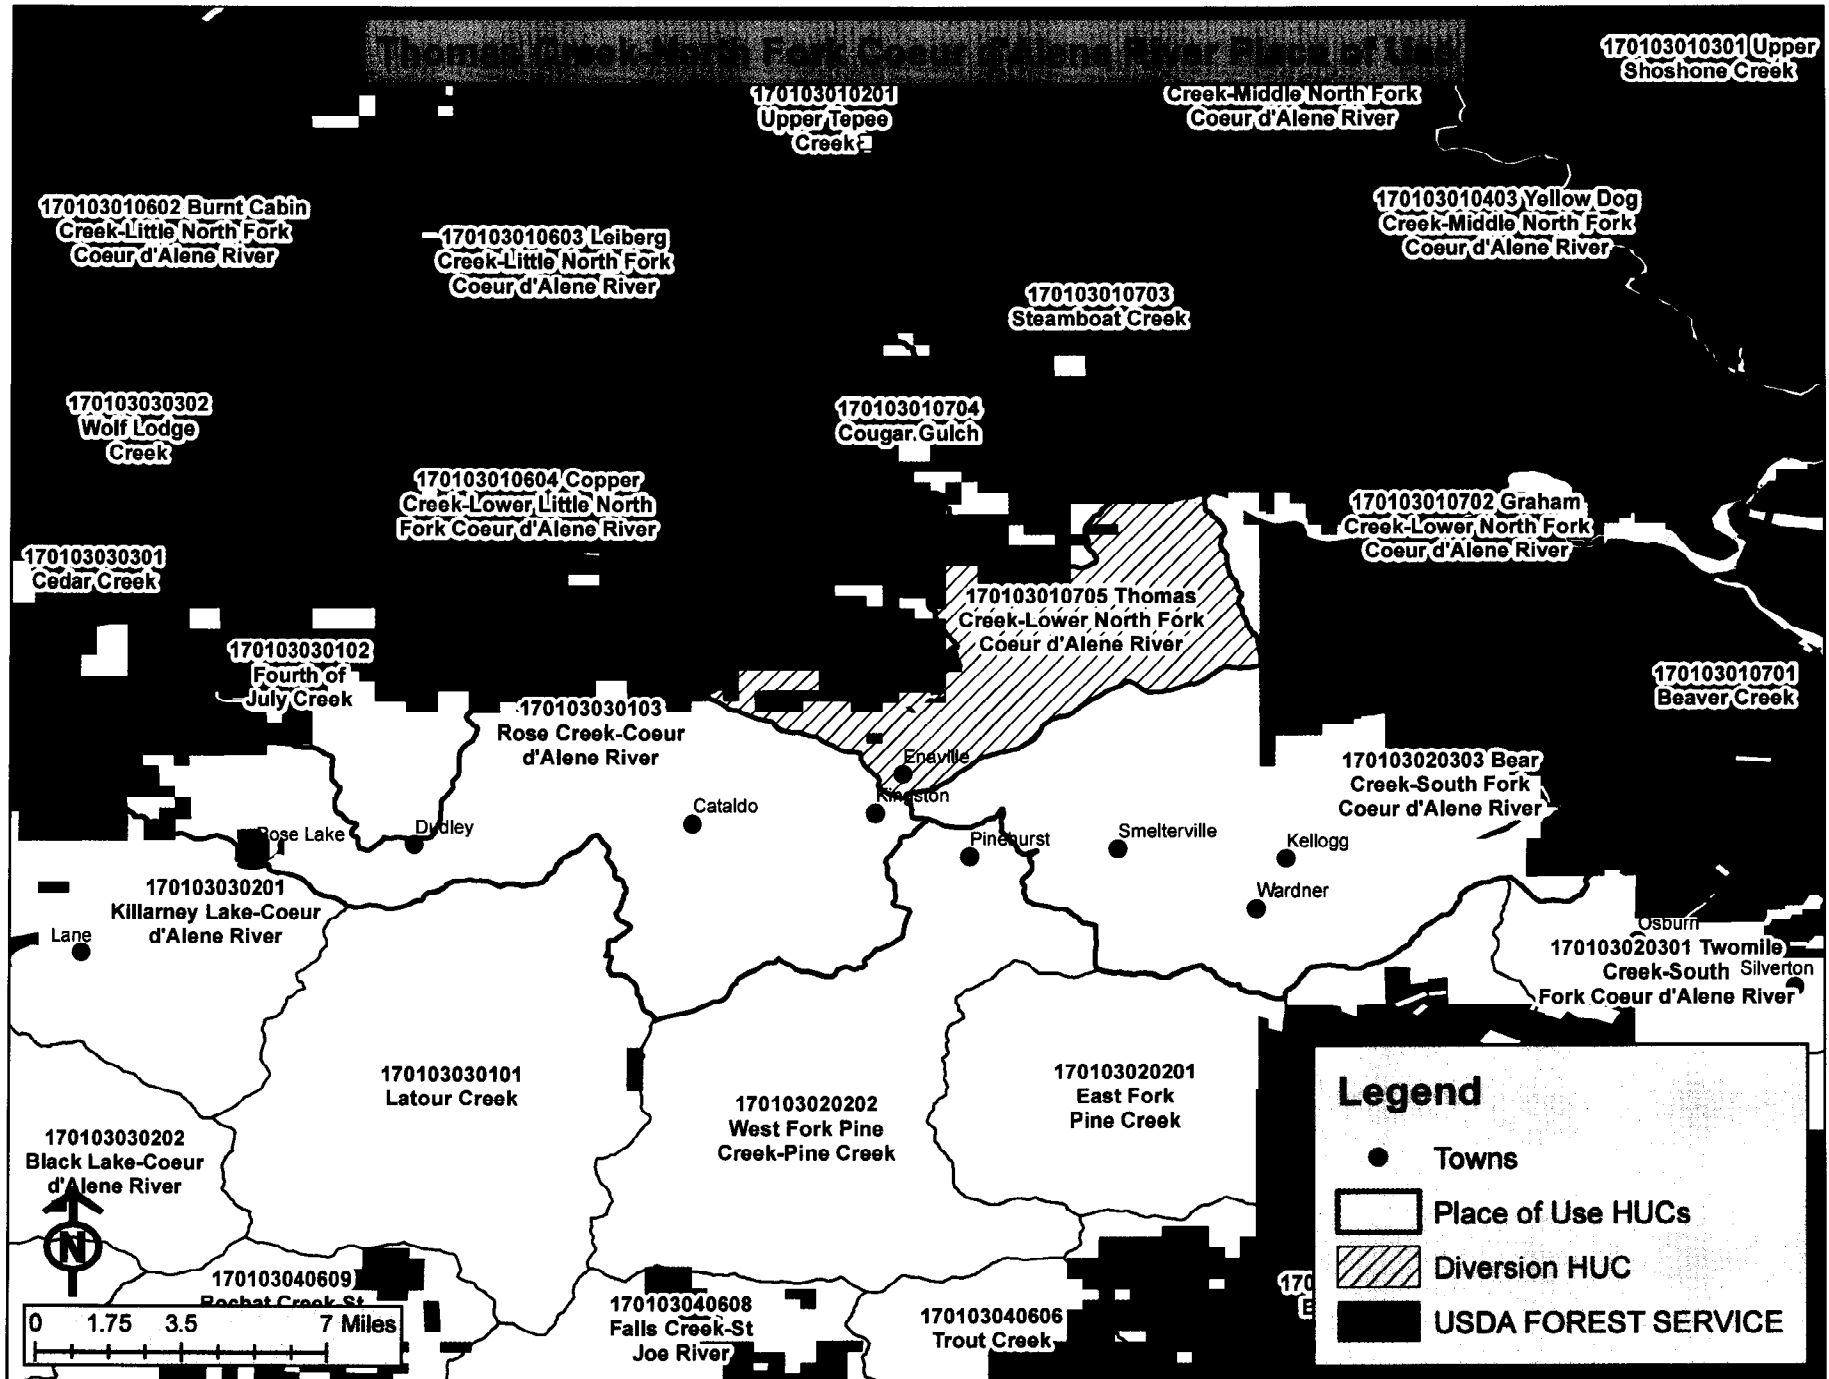 Thomas Creek-North Fork Coeur d'Alene River Place of Use
170103010301 Upper
Shoshone Creek
170103010201
Upper Tepee
Creek
Creek-Middle North Fork
Coeur d'Alene River
170103010602 Burnt Cabin
Creek-Little North Fork
Coeur d'Alene River
170103010603 Leiberg
Creek-Little North Fork
Coeur d'Alene River
170103010403 Yellow Dog
Creek-Middle North Fork
Coeur d'Alene River
170103010703
Steamboat Creek
170103030302
Wolf Lodge
Creek
170103010704
Cougar Gulch
170103010604 Copper
Creek-Lower Little North
Fork Coeur d'Alene River
170103010702 Graham
Creek-Lower North Fork
Coeur d'Alene River
170103030301
Cedar Creek
170103010705 Thomas
Creek-Lower North Fork
Coeur d'Alene River
170103030102
Fourth of
July Creek
170103010701
Beaver Creek
170103030103
Rose Creek-Coeur
d'Alene River
Enaville
170103020303 Bear
Creek-South Fork
Coeur d'Alene River
Kingston
Cataldo
Rose Lake
Dudley
Pinehurst
Smelterville
Kellogg
170103030201
Killarney Lake-Coeur
d'Alene River
Wardner
Lane
Osburn
170103020301 Twomile
Creek-South
Fork Coeur d'Alene River
Silverton
170103030101
Latour Creek
170103020202
West Fork Pine
Creek-Pine Creek
170103020201
East Fork
Pine Creek
170103030202
Black Lake-Coeur
d'Alene River
N
170103040609
Rochat Creek-St
170103040608
Falls Creek-St
Joe River
170103040606
Trout Creek
170
E
0 1.75 3.5 7 Miles
Legend
Towns
Place of Use HUCs
Diversion HUC
USDA FOREST SERVICE